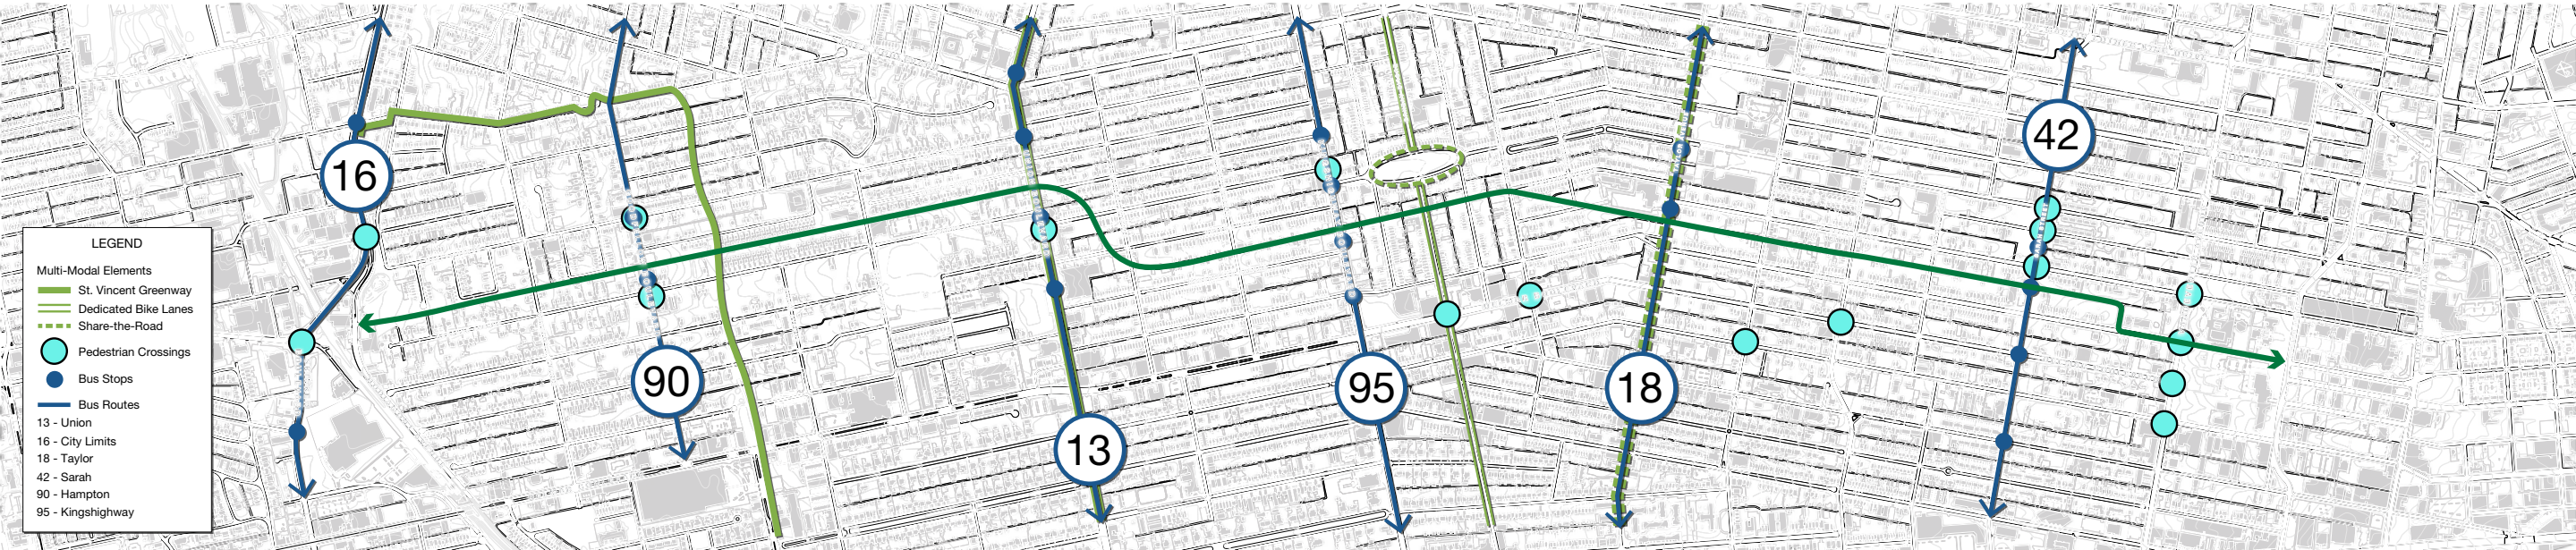 16
90
13
95
18
42
LEGEND
Multi-Modal Elements
St. Vincent Greenway
Dedicated Bike Lanes
Share-the-Road
Pedestrian Crossings
Bus Stops
Bus Routes
13 - Union
16 - City Limits
18 - Taylor
42 - Sarah
90 - Hampton
95 - Kingshighway